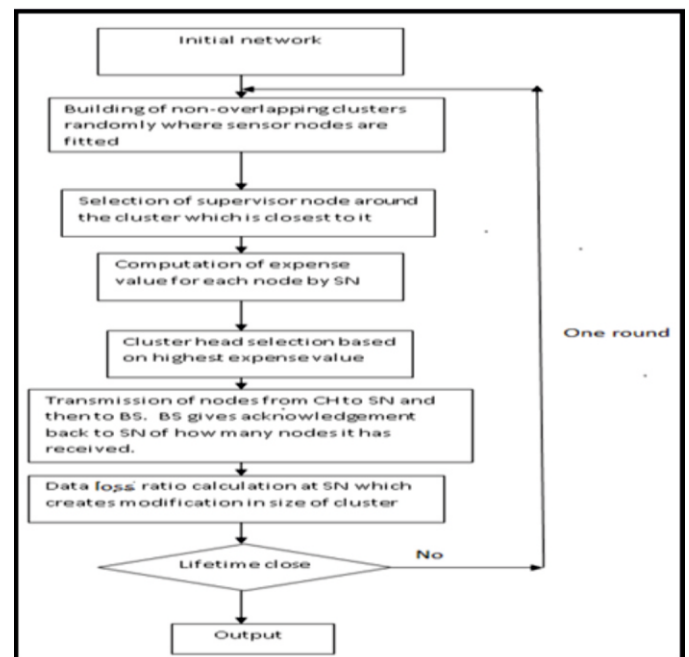 Initial network
Building of non-overlapping clusters
randomly where sensor nodes are
fitted
Selection of supervisor node around
the cluster which is closest to it
Computation of expense
value for each node by SN
Cluster head selection based
on highest expense value
One round
Transmission of nodes from CH to SN and
then to BS. BS gives acknowledgement
back to SN of how many nodes it has
received.
Data loss ratio calculation at SN which
creates modification in size of cluster
Lifetime close
No
Output